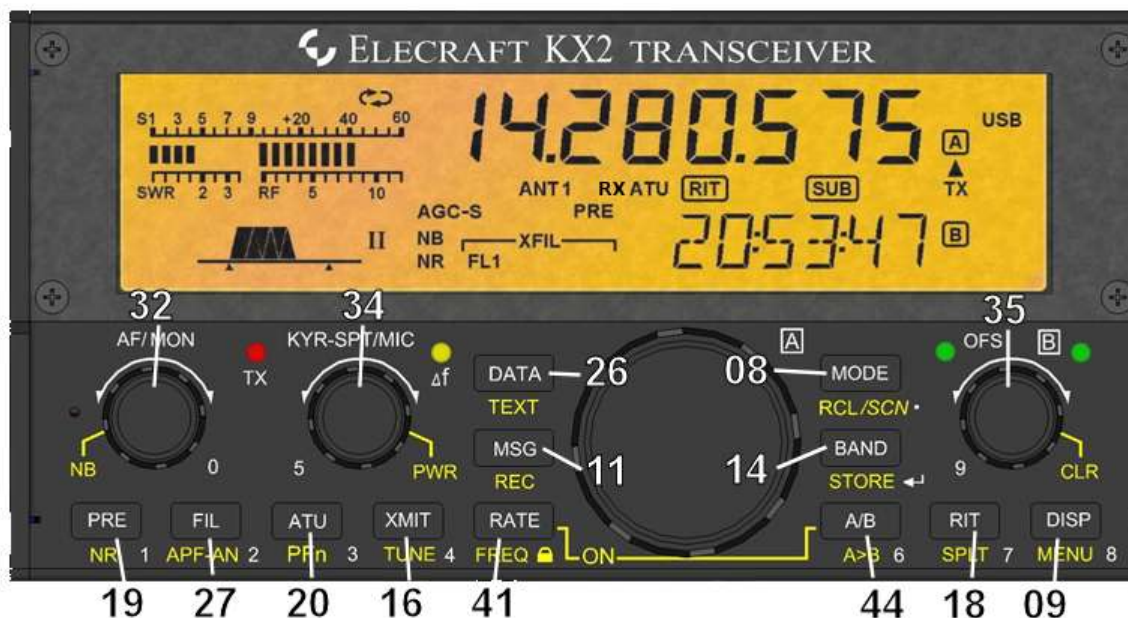 ELECRAFT KX2 TRANSCEIVER
S1 3 5 7 9 +20 40 60
SWR 2 3 RF 5 10
14.280.575
USB
A
TX
ANT 1 RX ATU RIT SUB
AGC-S PRE
NB XFIL
NR FL1
II
20:53:47
B
32 34 35
AF/MON KYR-SPT/MIC A OFS B
TX Δf
DATA 26 08 MODE
TEXT RCL/SCN •
MSG 11 14 BAND
REC STORE ↵
NB 0 5 PWR 9 CLR
PRE FIL ATU XMIT RATE A/B RIT DISP
NR 1 APF-AN 2 PFn 3 TUNE 4 FREQ ON A>B 6 SPLT 7 MENU 8
19 27 20 16 41 44 18 09